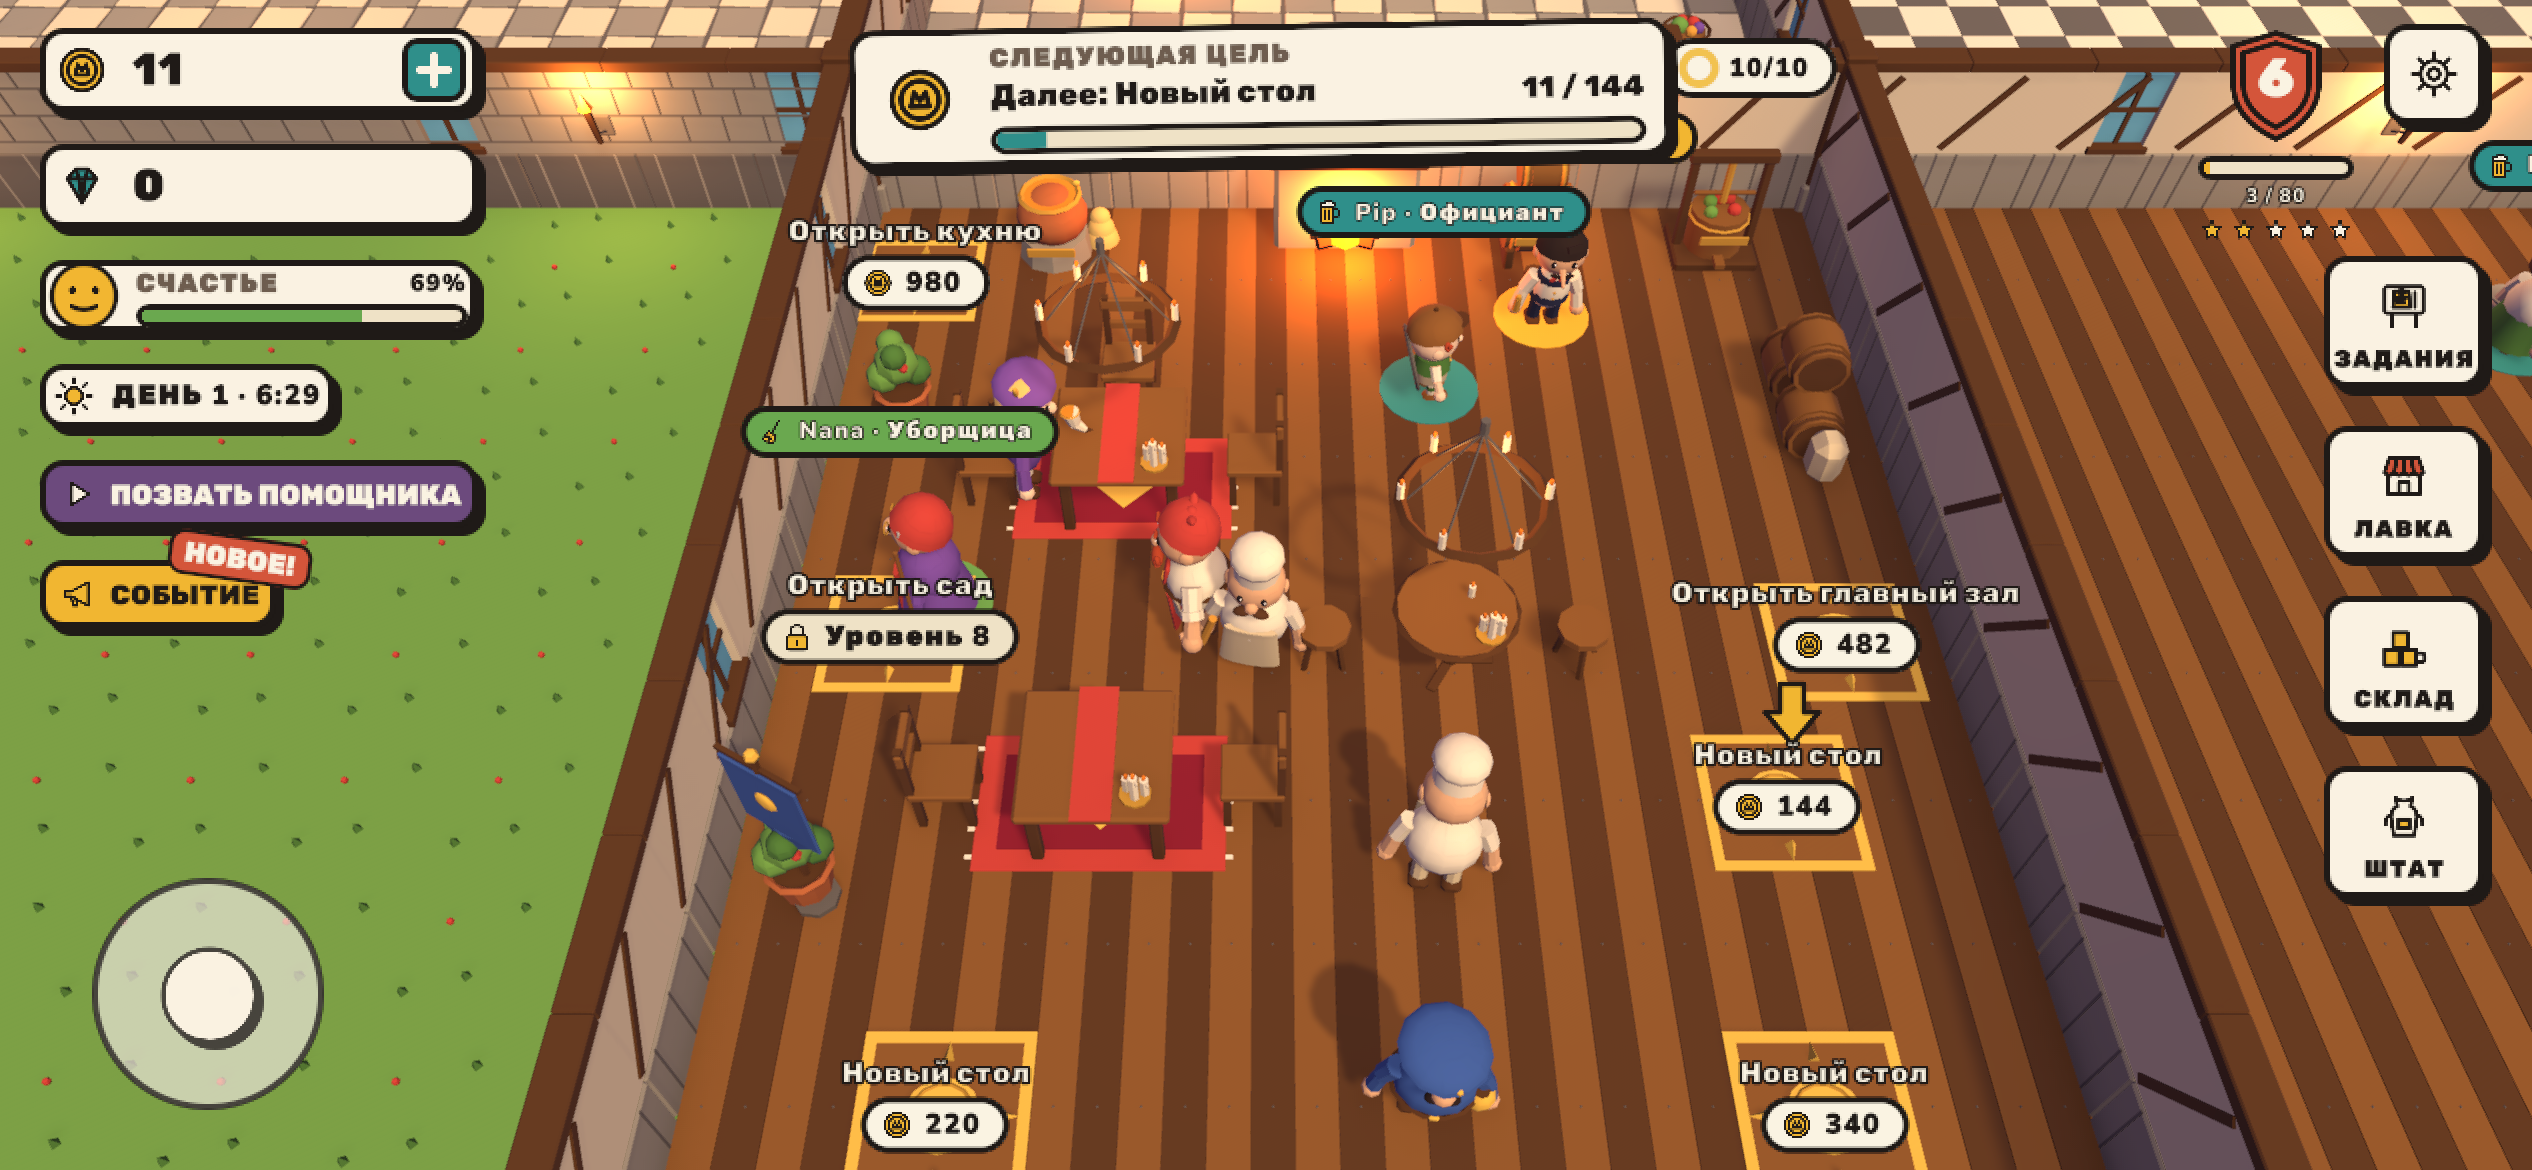 11
СЛЕДУЮЩАЯ ЦЕЛЬ
Далее: Новый стол
11 / 144
10/10
6
3 / 80
0
СЧАСТЬЕ
69%
ДЕНЬ 1 · 6:29
ПОЗВАТЬ ПОМОЩНИКА
НОВОЕ!
СОБЫТИЕ
Открыть кухню
980
Pip · Официант
Nana · Уборщица
Открыть сад
Уровень 8
Открыть главный зал
482
Новый стол
144
Новый стол
220
Новый стол
340
ЗАДАНИЯ
ЛАВКА
СКЛАД
ШТАТ